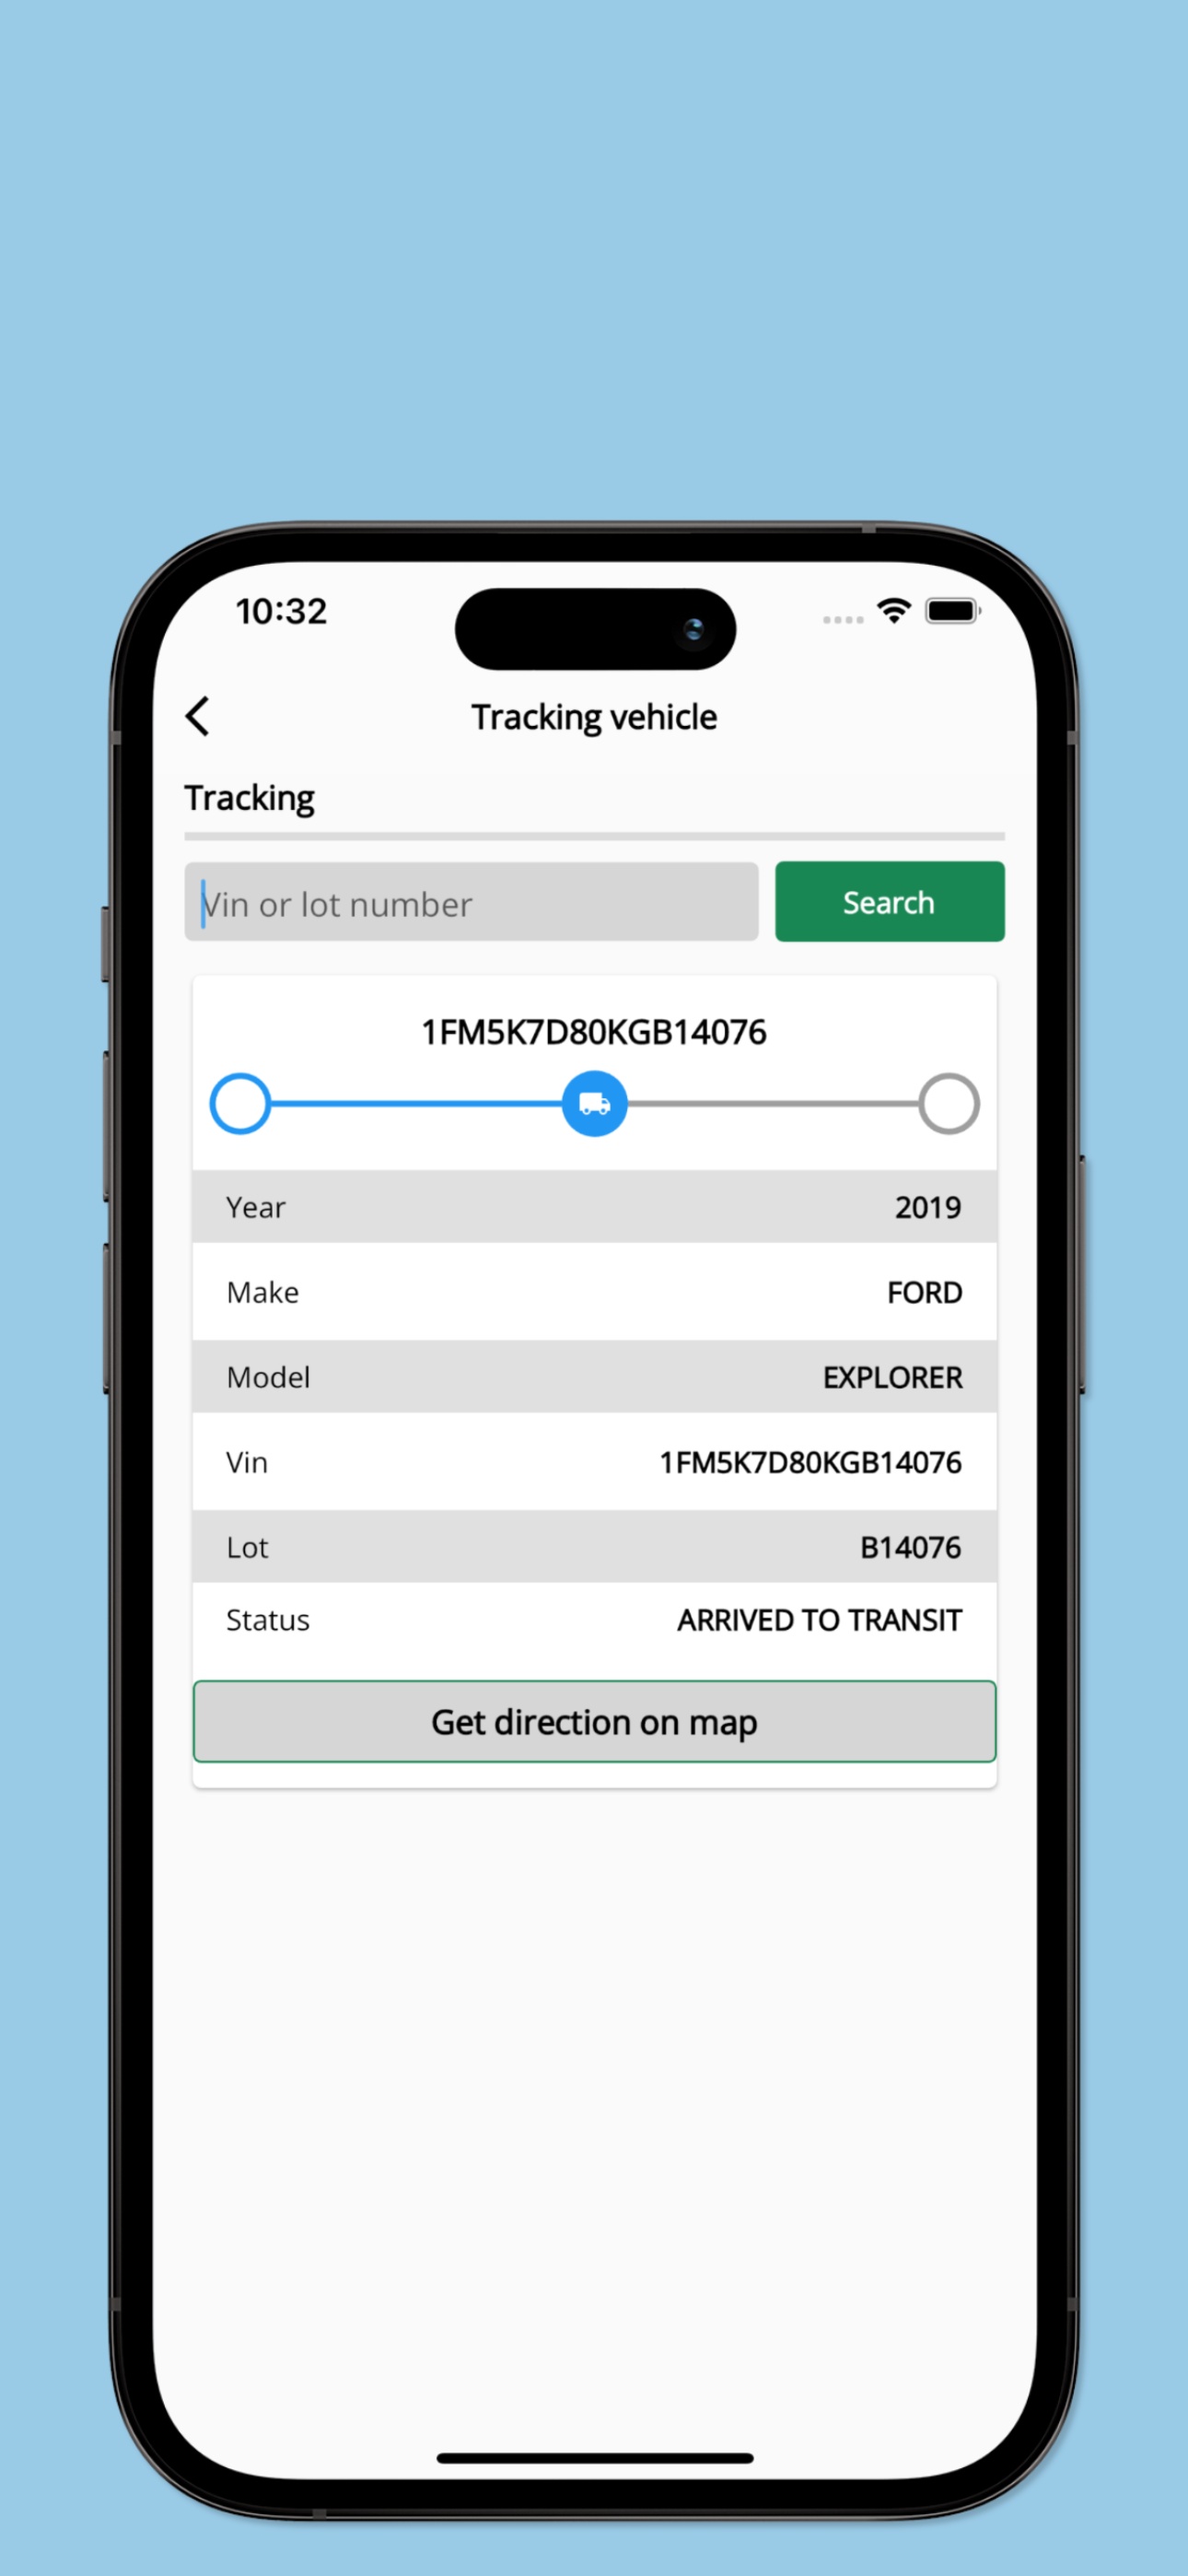 10:32
Tracking vehicle
Tracking
Vin or lot number
Search
1FM5K7D80KGB14076
Year 2019
Make FORD
Model EXPLORER
Vin 1FM5K7D80KGB14076
Lot B14076
Status ARRIVED TO TRANSIT
Get direction on map